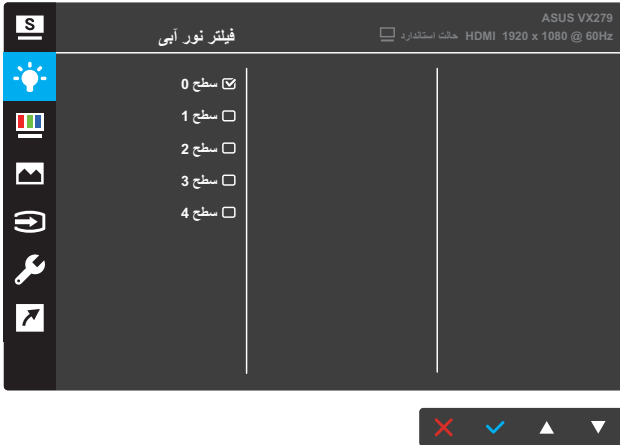 S
ASUS VX279
فیلتر نور آبی
حالت استاندارد HDMI 1920 x 1080 @ 60Hz
سطح 0
سطح 1
سطح 2
سطح 3
سطح 4